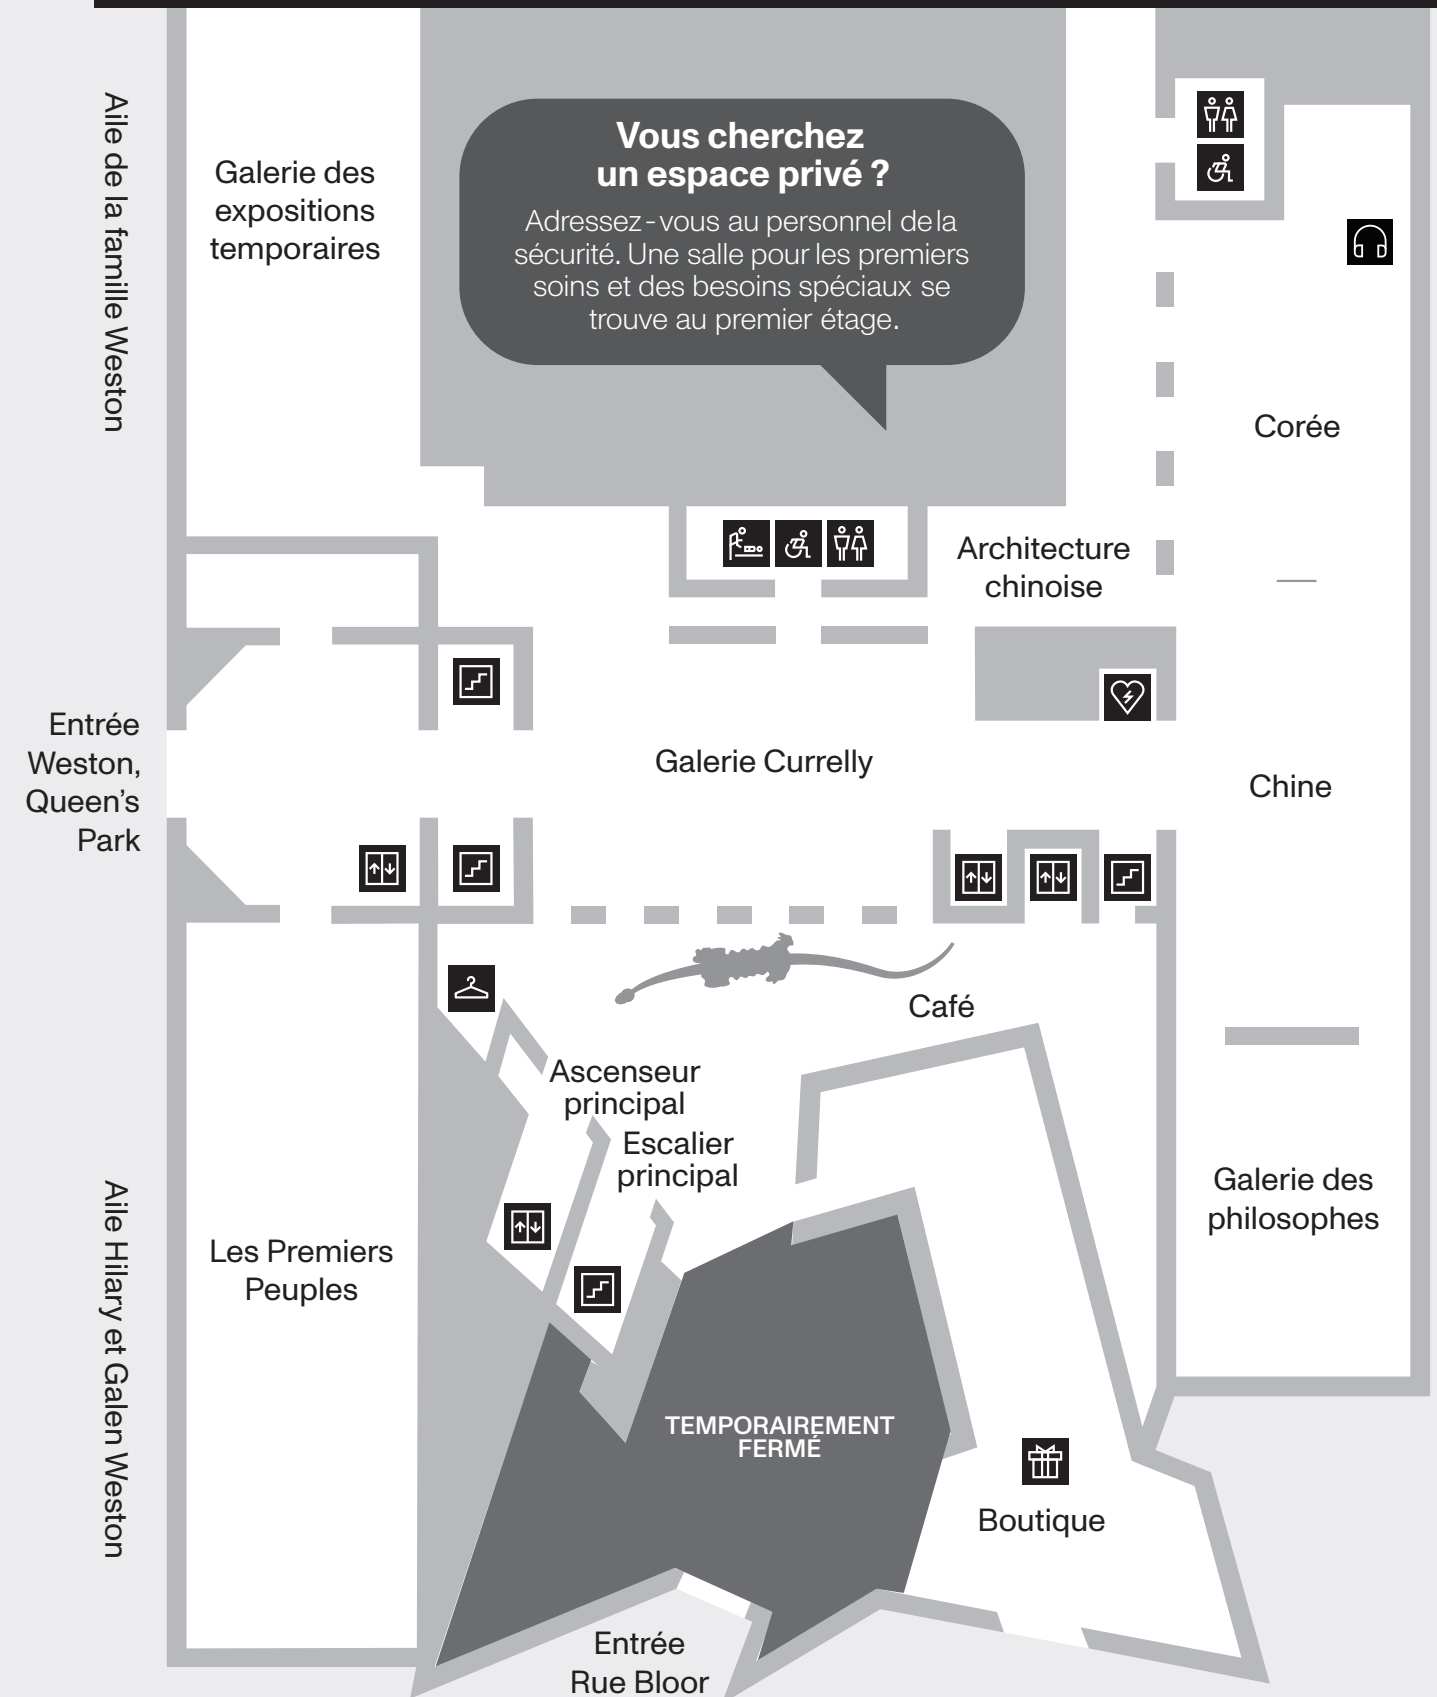 Aile de la famille Weston
Galerie des
expositions
temporaires
Vous cherchez
un espace privé ?
Adressez-vous au personnel de la
sécurité. Une salle pour les premiers
soins et des besoins spéciaux se
trouve au premier étage.
Corée
Architecture
chinoise
Entrée
Weston,
Queen's
Park
Galerie Currelly
Chine
Café
Ascenseur
principal
Escalier
principal
Galerie des
philosophes
Les Premiers
Peuples
Aile Hilary et Galen Weston
TEMPORAIREMENT
FERMÉ
Boutique
Entrée
Rue Bloor